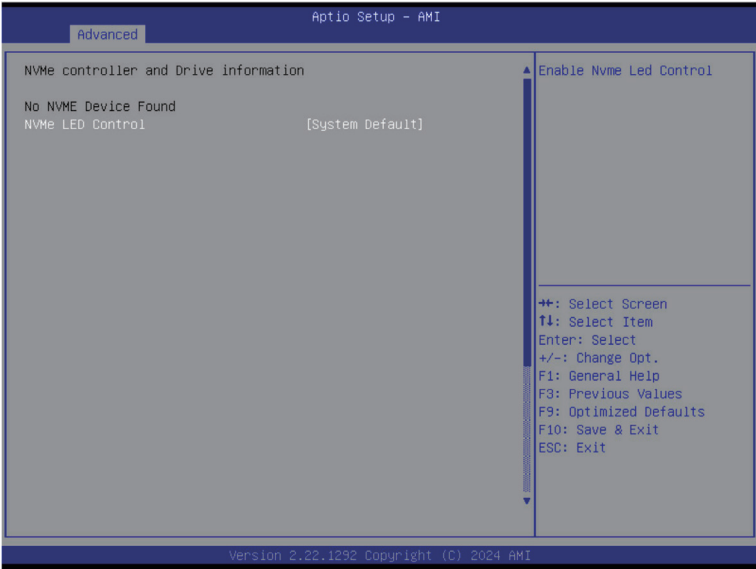 Aptio Setup – AMI
Advanced
NVMe controller and Drive information
No NVME Device Found
NVMe LED Control [System Default]
Enable Nvme Led Control
→←: Select Screen
↑↓: Select Item
Enter: Select
+/-: Change Opt.
F1: General Help
F3: Previous Values
F9: Optimized Defaults
F10: Save & Exit
ESC: Exit
Version 2.22.1292 Copyright (C) 2024 AMI